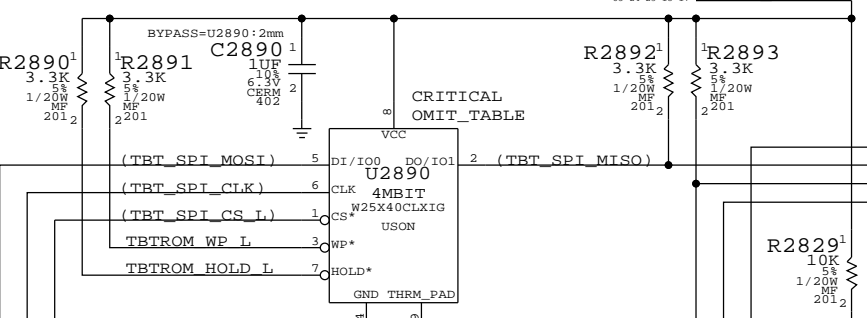 BYPASS=U2890:2mm
R2890 1
3.3K
5%
1/20W
MF
201 2
1 R2891
3.3K
5%
1/20W
MF
2 201
C2890 1
1UF
10%
6.3V
CERM
402
2
R2892 1
3.3K
5%
1/20W
MF
201 2
1 R2893
3.3K
5%
1/20W
MF
2 201
CRITICAL
OMIT_TABLE
8
VCC
(TBT_SPI_MOSI) 5 DI/IO0 DO/IO1 2 (TBT_SPI_MISO)
U2890
(TBT_SPI_CLK) 6 CLK
4MBIT
W25X40CLXIG
(TBT_SPI_CS_L) 1 CS*
USON
TBTROM_WP_L 3 WP*
TBTROM_HOLD_L 7 HOLD*
GND THRM_PAD
R2829 1
10K
5%
1/20W
MF
201 2